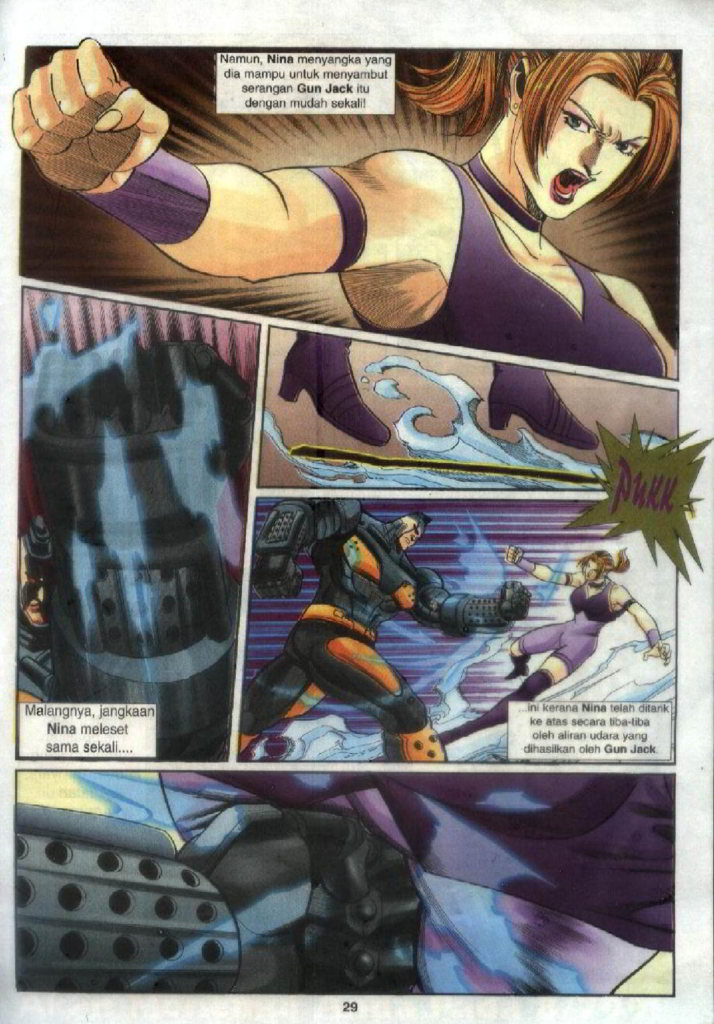 Namun, Nina menyangka yang
dia mampu untuk menyambut
serangan Gun Jack itu
dengan mudah sekali!
PUKK
Malangnya, jangkaan
Nina meleset
sama sekali....
...ini kerana Nina telah ditarik
ke atas secara tiba-tiba
oleh aliran udara yang
dihasilkan oleh Gun Jack.
29